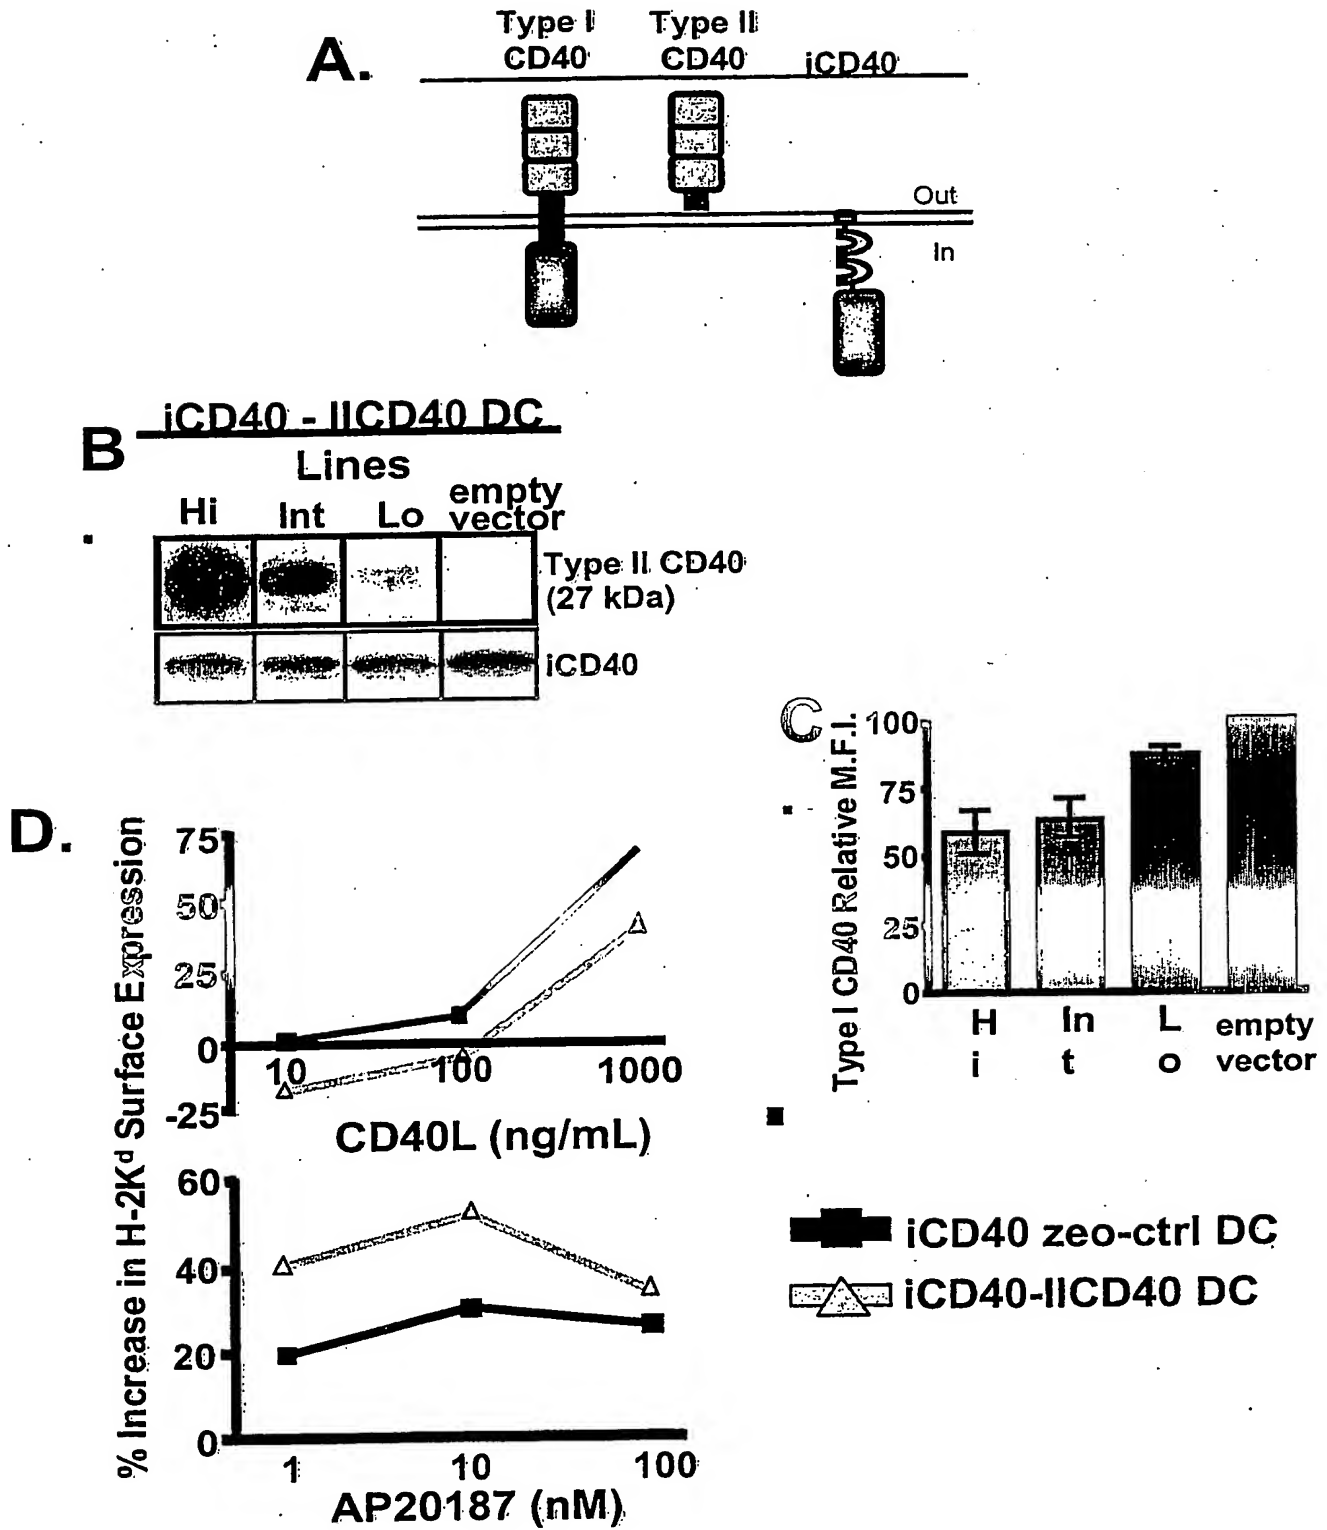 A.
Type I CD40
Type II CD40
iCD40
Out
In
B
iCD40 - IICD40 DC
Lines
Hi
Int
Lo
empty vector
Type II CD40
(27 kDa)
iCD40
C
Type I CD40 Relative M.F.I.
100
75
50
25
0
H i
In t
L o
empty vector
D.
% Increase in H-2Kᵈ Surface Expression
75
50
25
0
-25
10
100
1000
CD40L (ng/mL)
60
40
20
0
1
10
100
AP20187 (nM)
iCD40 zeo-ctrl DC
iCD40-IICD40 DC